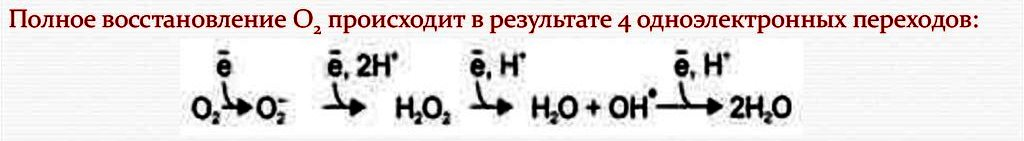 Полное восстановление O₂ происходит в результате 4 одноэлектронных переходов:
ē ē, 2H⁺ ē, H⁺ ē, H⁺
O₂ → O₂⁻ → H₂O₂ → H₂O + OH• → 2H₂O